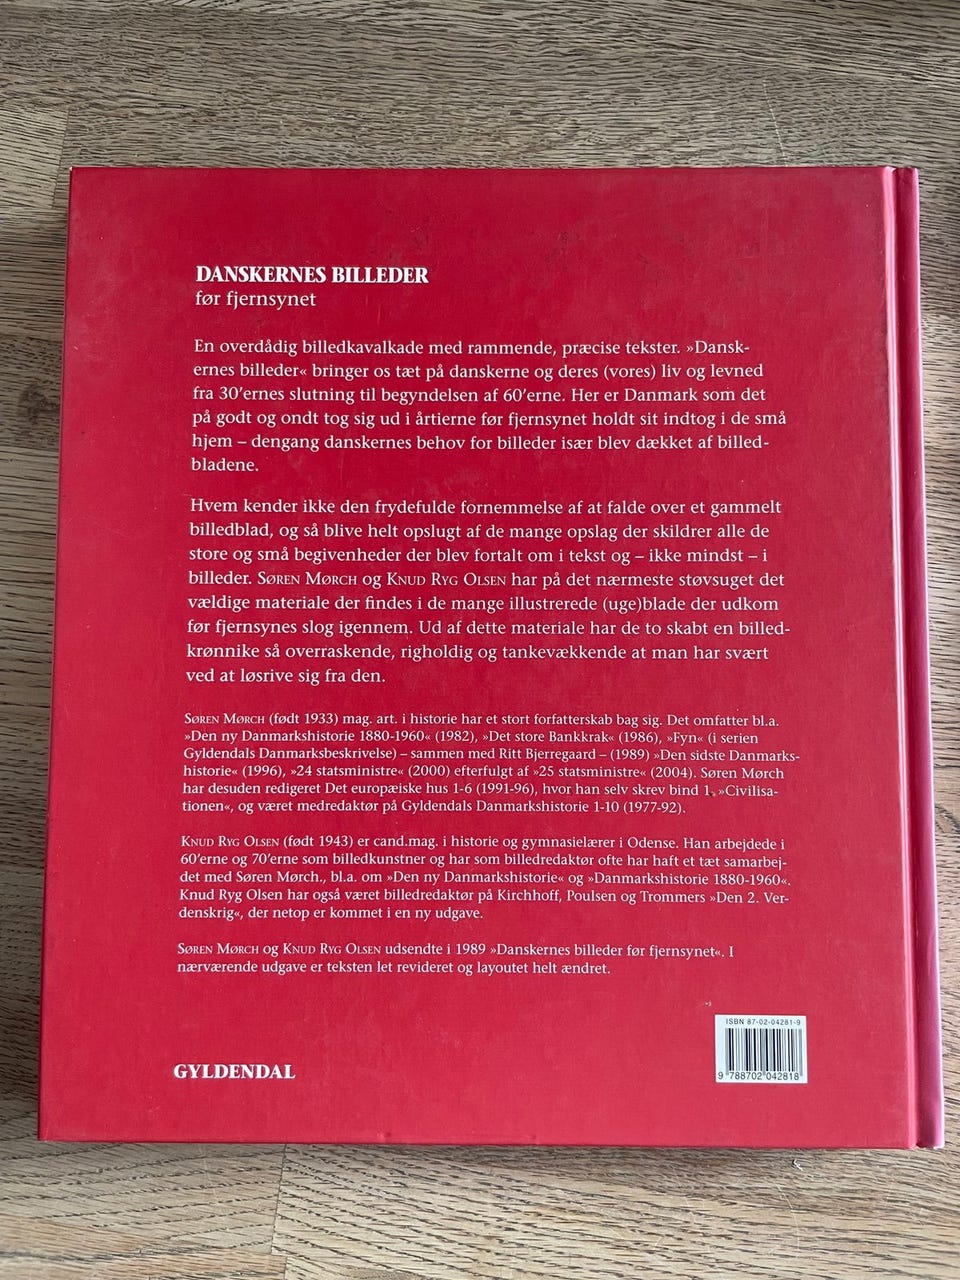 DANSKERNES BILLEDER
før fjernsynet
En overdådig billedkavalkade med rammende, præcise tekster. »Dansk-
ernes billeder« bringer os tæt på danskerne og deres (vores) liv og levned
fra 30'ernes slutning til begyndelsen af 60'erne. Her er Danmark som det
på godt og ondt tog sig ud i årtierne før fjernsynet holdt sit indtog i de små
hjem – dengang danskernes behov for billeder især blev dækket af billed-
bladene.
Hvem kender ikke den frydefulde fornemmelse af at falde over et gammelt
billedblad, og så blive helt opslugt af de mange opslag der skildrer alle de
store og små begivenheder der blev fortalt om i tekst og – ikke mindst – i
billeder. SØREN MØRCH og KNUD RYG OLSEN har på det nærmeste støvsuget det
vældige materiale der findes i de mange illustrerede (uge)blade der udkom
før fjernsynes slog igennem. Ud af dette materiale har de to skabt en billed-
krønnike så overraskende, righoldig og tankevækkende at man har svært
ved at løsrive sig fra den.
SØREN MØRCH (født 1933) mag. art. i historie har et stort forfatterskab bag sig. Det omfatter bl.a.
»Den ny Danmarkshistorie 1880-1960« (1982), »Det store Bankkrak« (1986), »Fyn« (i serien
Gyldendals Danmarksbeskrivelse) – sammen med Ritt Bjerregaard – (1989) »Den sidste Danmarks-
historie« (1996), »24 statsministre« (2000) efterfulgt af »25 statsministre« (2004). Søren Mørch
har desuden redigeret Det europæiske hus 1-6 (1991-96), hvor han selv skrev bind 1, »Civilisa-
tionen«, og været medredaktør på Gyldendals Danmarkshistorie 1-10 (1977-92).
KNUD RYG OLSEN (født 1943) er cand.mag. i historie og gymnasielærer i Odense. Han arbejdede i
60'erne og 70'erne som billedkunstner og har som billedredaktør ofte har haft et tæt samarbej-
det med Søren Mørch., bl.a. om »Den ny Danmarkshistorie« og »Danmarkshistorie 1880-1960«.
Knud Ryg Olsen har også været billedredaktør på Kirchhoff, Poulsen og Trommers »Den 2. Ver-
denskrig«, der netop er kommet i en ny udgave.
SØREN MØRCH og KNUD RYG OLSEN udsendte i 1989 »Danskernes billeder før fjernsynet«. I
nærværende udgave er teksten let revideret og layoutet helt ændret.
ISBN 87-02-04281-9
9 788702 042818
GYLDENDAL